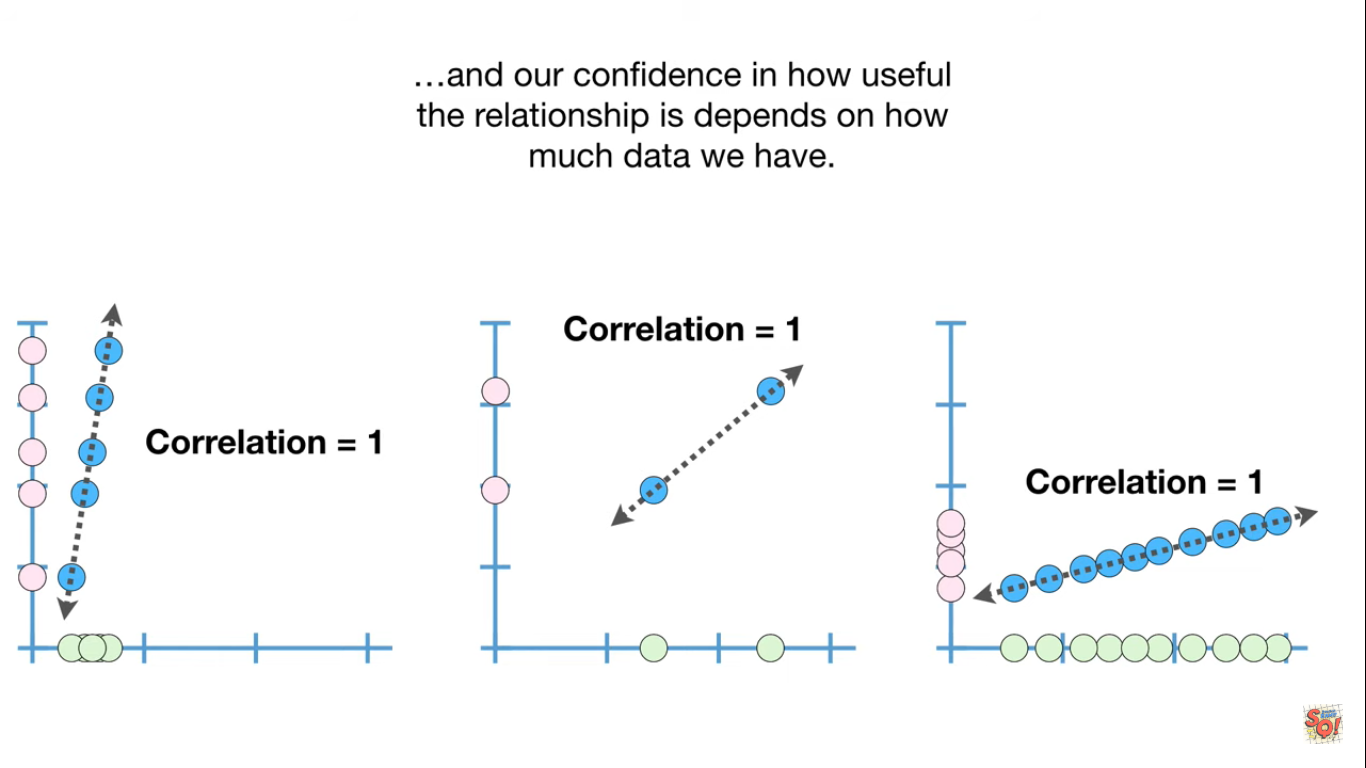 …and our confidence in how useful
the relationship is depends on how
much data we have.
Correlation = 1
Correlation = 1
Correlation = 1
SQ!